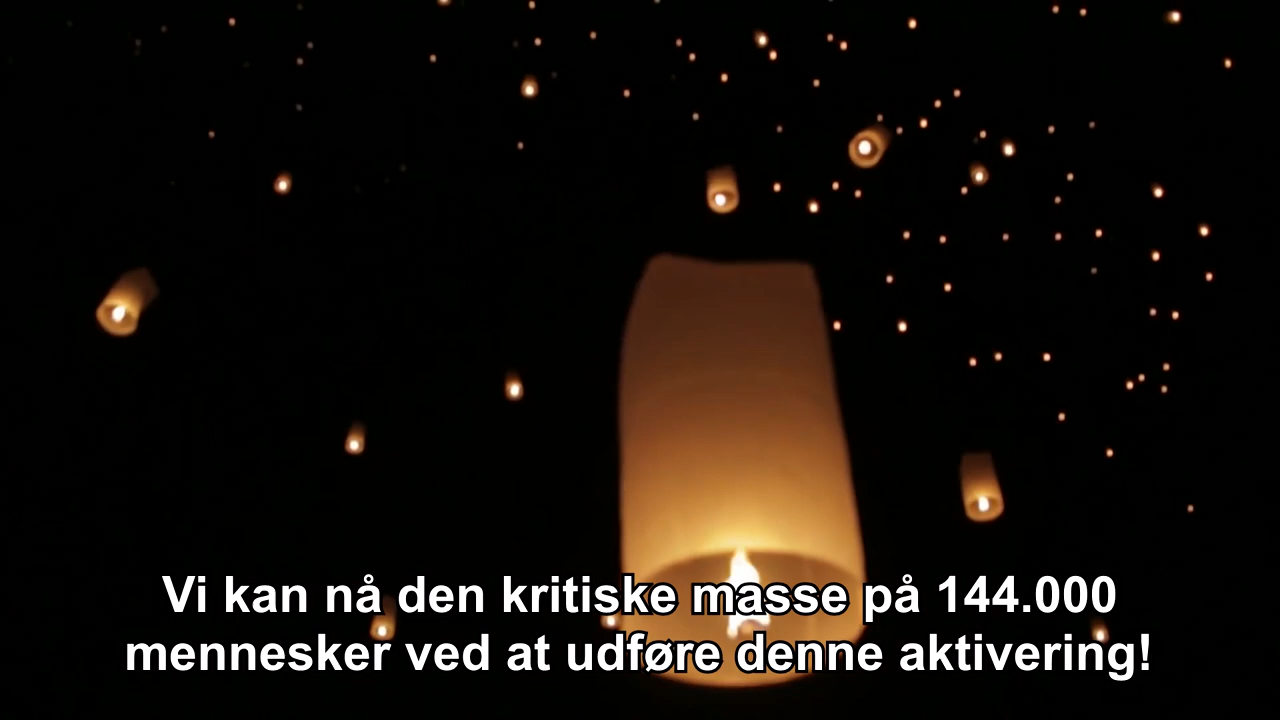 Vi kan nå den kritiske masse på 144.000
mennesker ved at udføre denne aktivering!